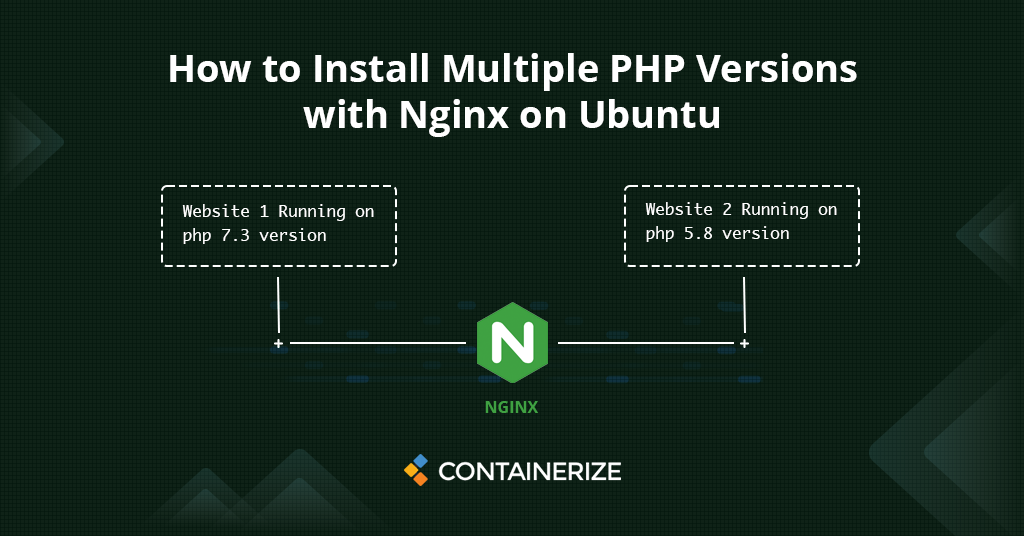 How to Install Multiple PHP Versions
with Nginx on Ubuntu
Website 1 Running on
php 7.3 version
Website 2 Running on
php 5.8 version
NGINX
CONTAINERIZE